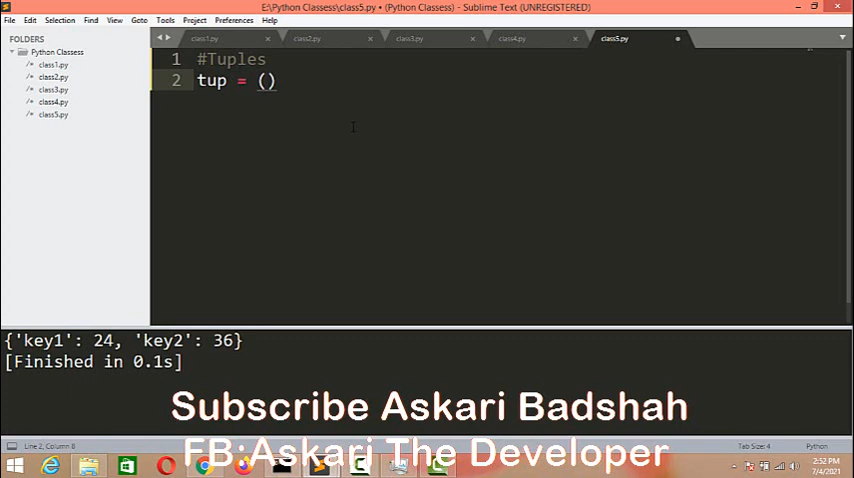 E:\Python Classess\class5.py • (Python Classess) - Sublime Text (UNREGISTERED)
File Edit Selection Find View Goto Tools Project Preferences Help
FOLDERS
Python Classess
class1.py
class2.py
class3.py
class4.py
class5.py
class1.py class2.py class3.py class4.py class5.py
1 #Tuples
2 tup = ()
{'key1': 24, 'key2': 36}
[Finished in 0.1s]
Subscribe Askari Badshah
FB:Askari The Developer
Line 2, Column 8 Tab Size: 4 Python
2:52 PM
7/4/2021